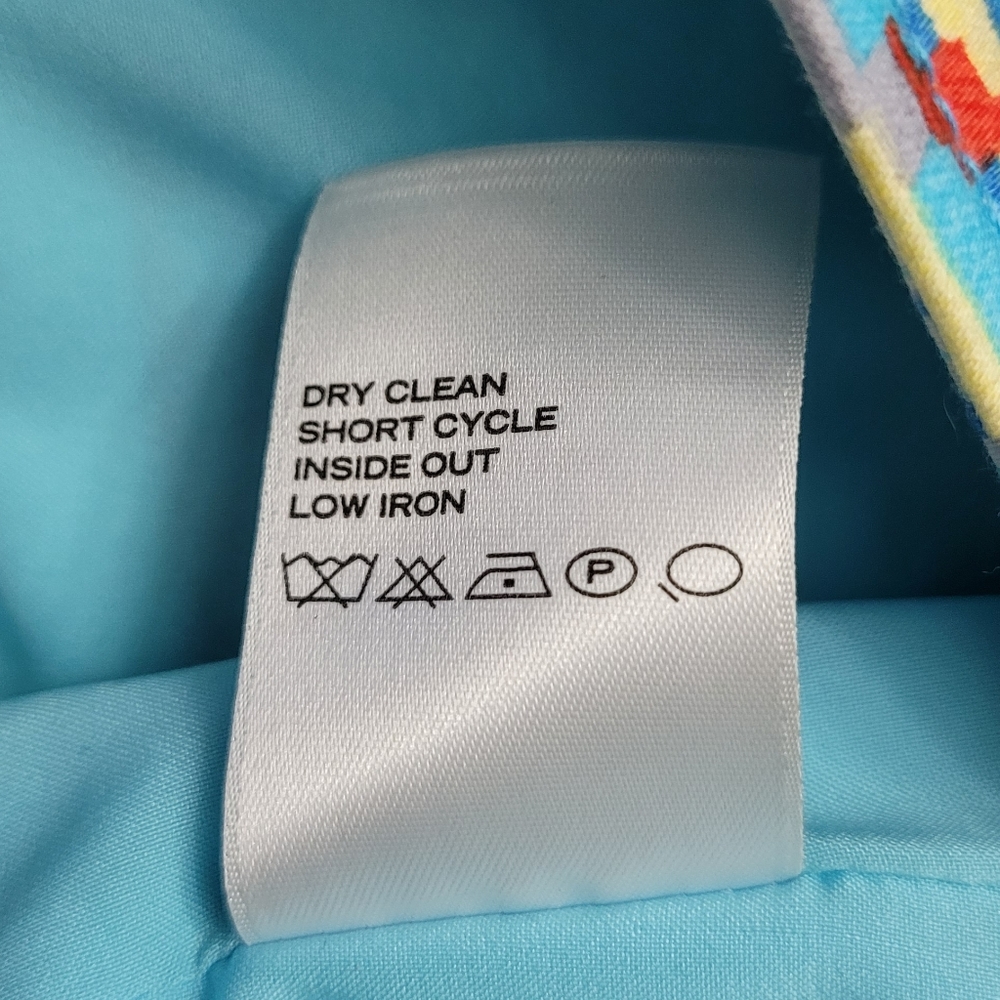 DRY CLEAN
SHORT CYCLE
INSIDE OUT
LOW IRON
P